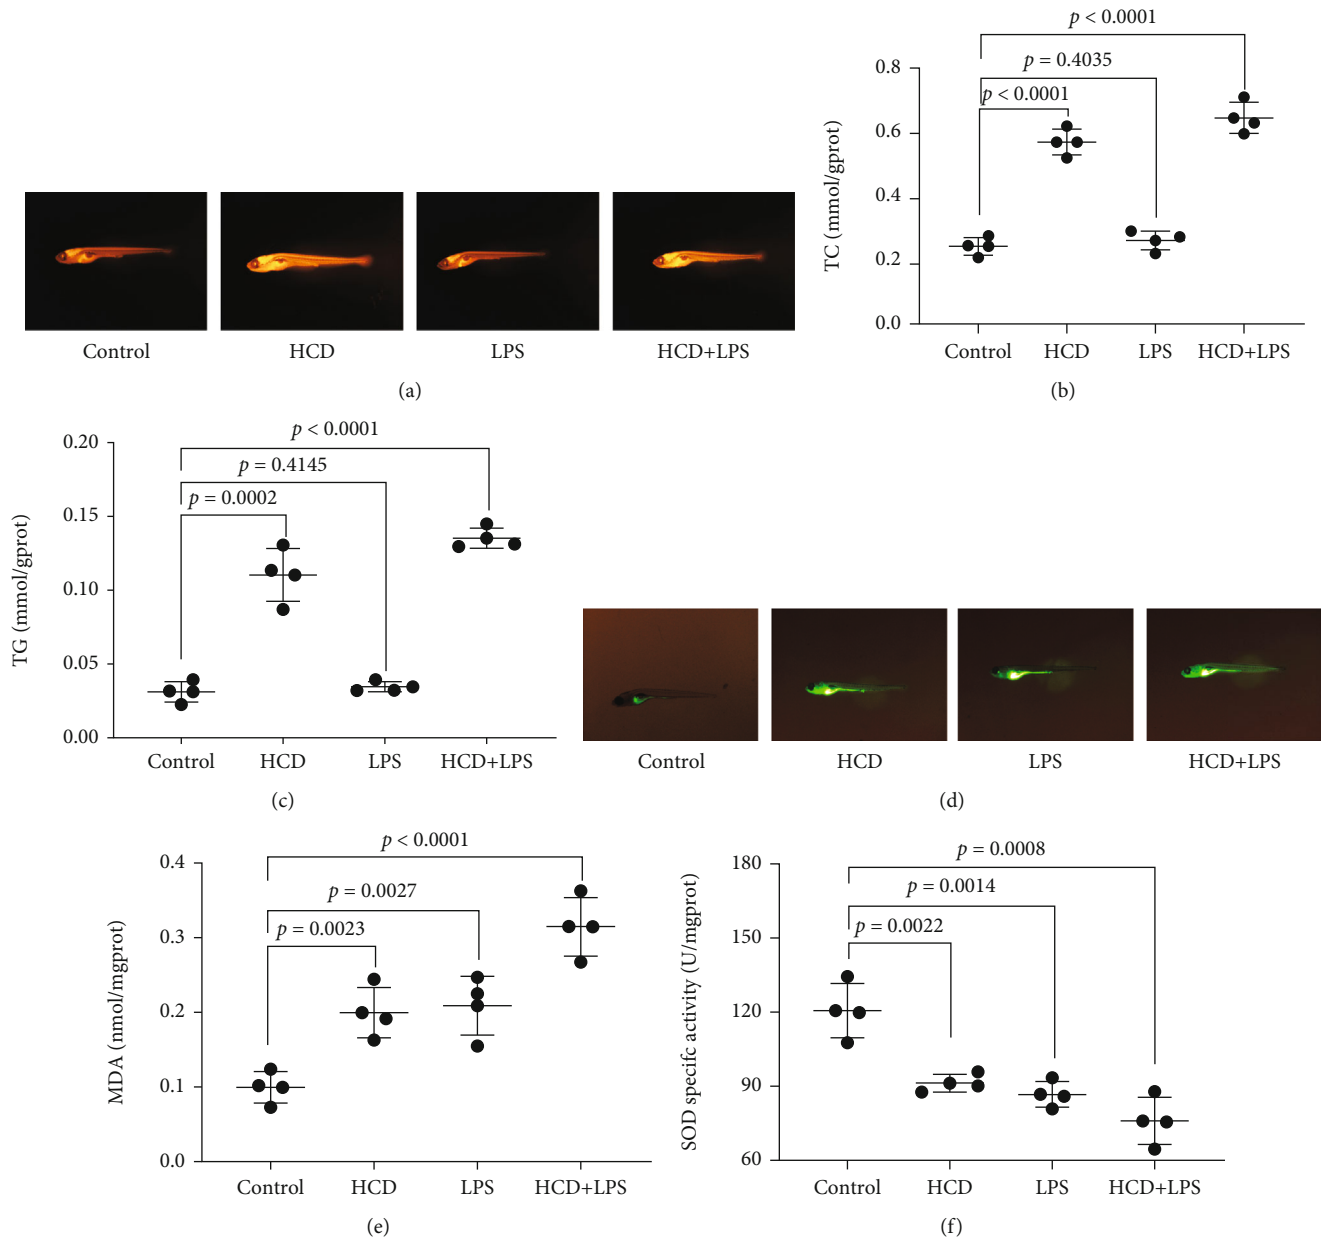 Control HCD LPS HCD+LPS
(a)
p < 0.0001
p = 0.4035
p < 0.0001
TC (mmol/gprot)
0.8
0.6
0.4
0.2
0.0
Control HCD LPS HCD+LPS
(b)
p < 0.0001
p = 0.4145
p = 0.0002
TG (mmol/gprot)
0.20
0.15
0.10
0.05
0.00
Control HCD LPS HCD+LPS
(c)
Control HCD LPS HCD+LPS
(d)
p < 0.0001
p = 0.0027
p = 0.0023
MDA (nmol/mgprot)
0.4
0.3
0.2
0.1
0.0
Control HCD LPS HCD+LPS
(e)
p = 0.0008
p = 0.0014
p = 0.0022
SOD specifc activity (U/mgprot)
180
150
120
90
60
Control HCD LPS HCD+LPS
(f)